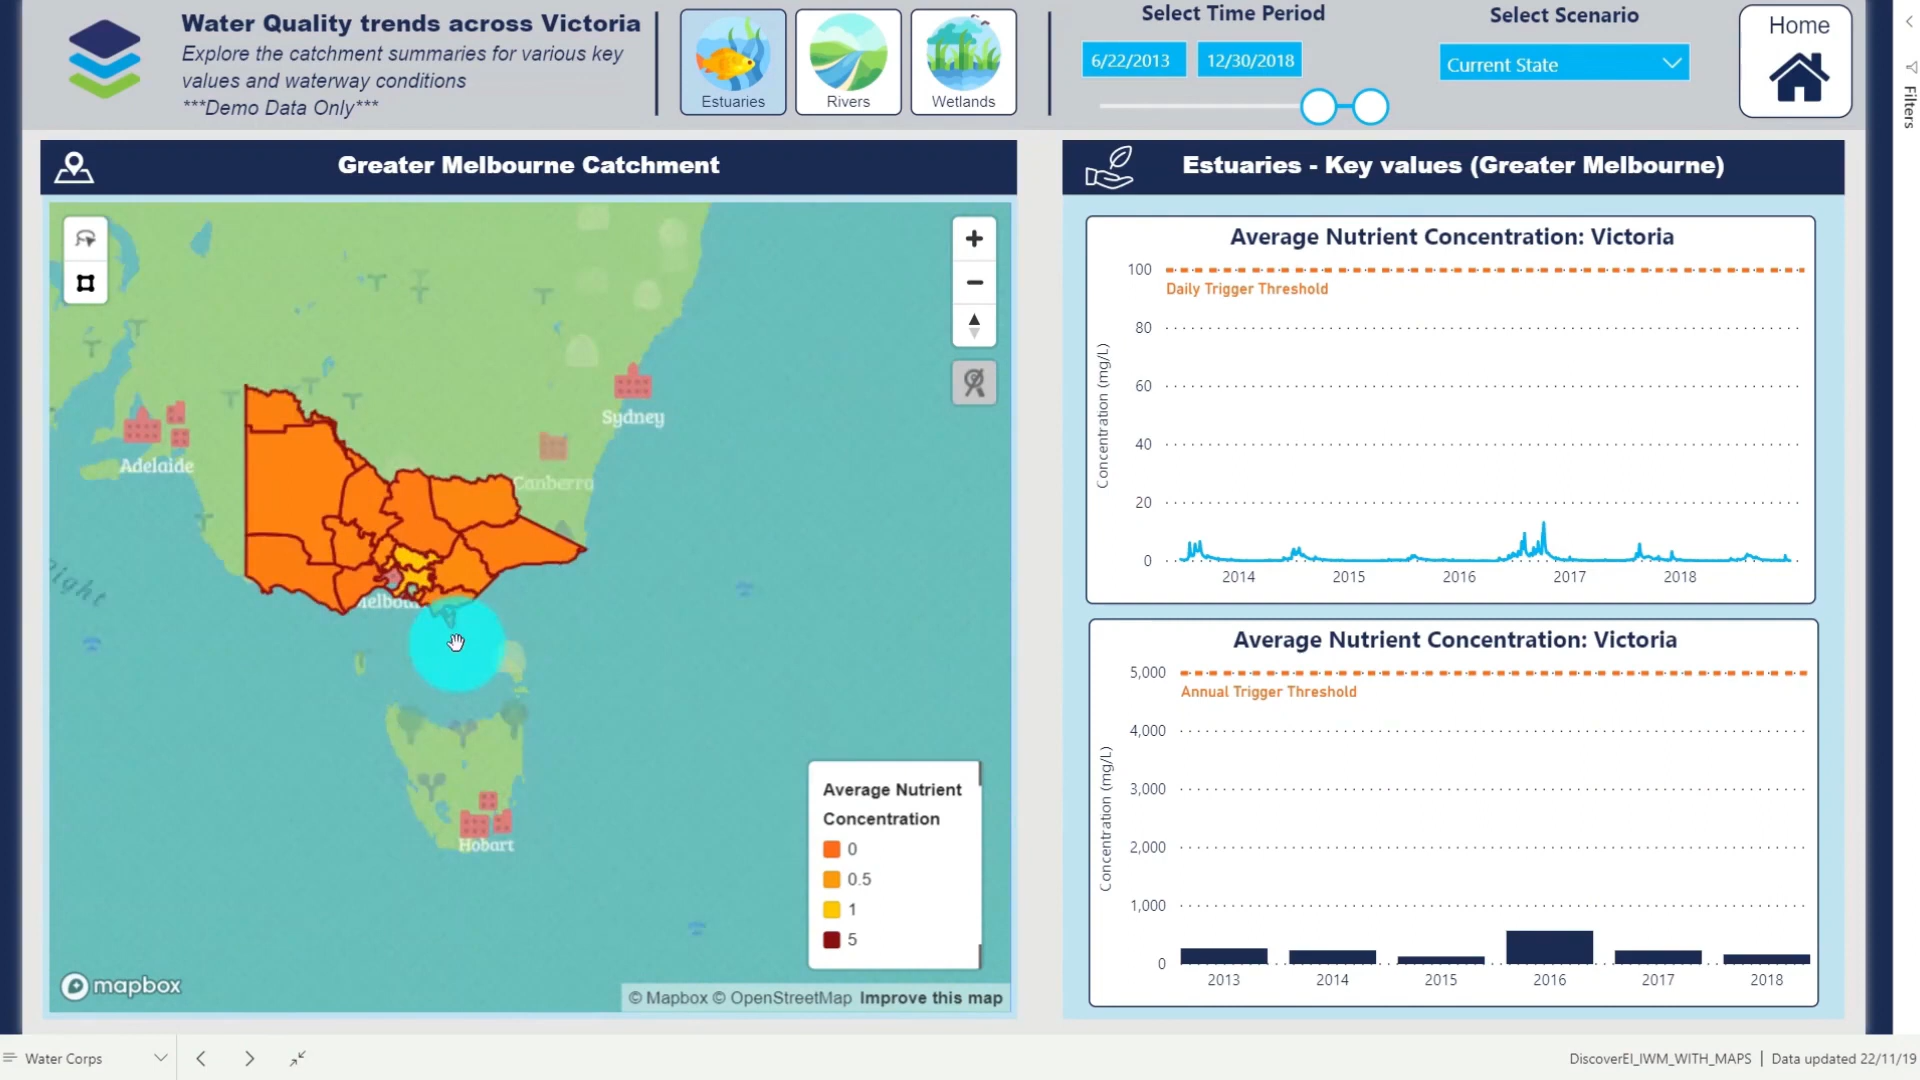 Water Quality trends across Victoria
Explore the catchment summaries for various key
values and waterway conditions
***Demo Data Only***
Estuaries
Rivers
Wetlands
Select Time Period
6/22/2013
12/30/2018
Select Scenario
Current State
Home
Filters
Greater Melbourne Catchment
Adelaide
Sydney
Canberra
Hobart
Average Nutrient
Concentration
0
0.5
1
5
mapbox
© Mapbox © OpenStreetMap Improve this map
Estuaries - Key values (Greater Melbourne)
Average Nutrient Concentration: Victoria
100
Daily Trigger Threshold
80
60
40
20
0
Concentration (mg/L)
2014
2015
2016
2017
2018
Average Nutrient Concentration: Victoria
5,000
Annual Trigger Threshold
4,000
3,000
2,000
1,000
0
Concentration (mg/L)
2013
2014
2015
2016
2017
2018
Water Corps
DiscoverEI_IWM_WITH_MAPS | Data updated 22/11/19